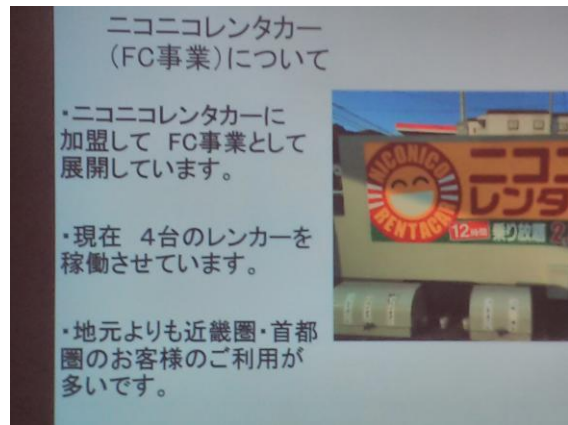 ニコニコレンタカー
(FC事業)について
・ニコニコレンタカーに
加盟して FC事業として
展開しています。
・現在 4台のレンカーを
稼働させています。
・地元よりも近畿圏・首都
圏のお客様のご利用が
多いです。
NICONICO
RENTACAR
ニコニ
レンタ
12時間 乗り放題 2